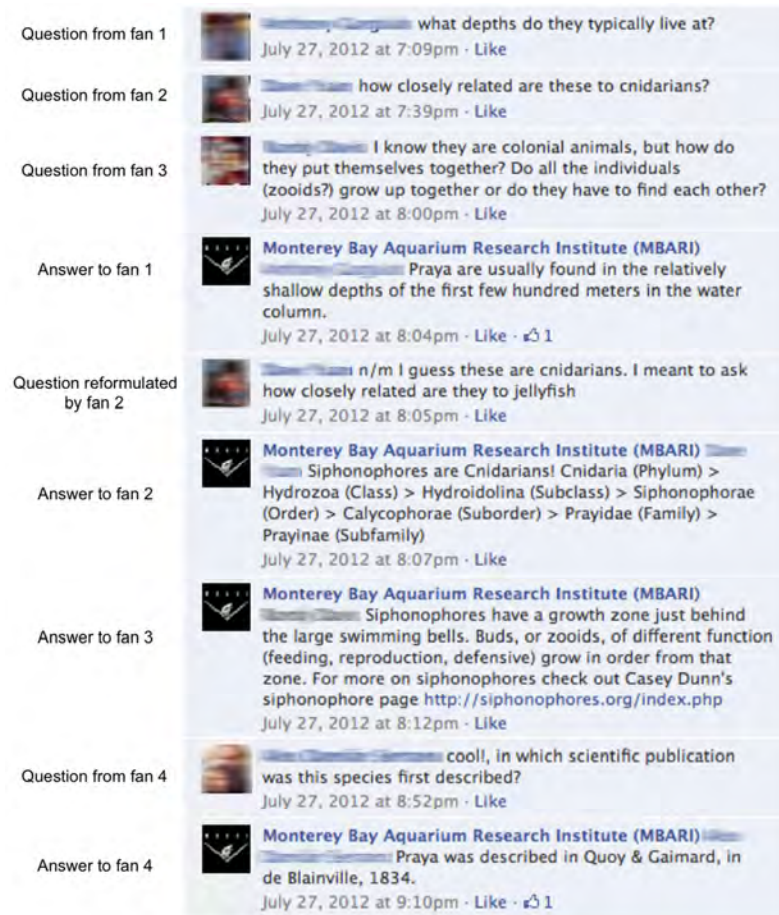 Question from fan 1
what depths do they typically live at?
July 27, 2012 at 7:09pm · Like
Question from fan 2
how closely related are these to cnidarians?
July 27, 2012 at 7:39pm · Like
Question from fan 3
I know they are colonial animals, but how do
they put themselves together? Do all the individuals
(zooids?) grow up together or do they have to find each other?
July 27, 2012 at 8:00pm · Like
Answer to fan 1
MBARI
Monterey Bay Aquarium Research Institute (MBARI)
Praya are usually found in the relatively
shallow depths of the first few hundred meters in the water
column.
July 27, 2012 at 8:04pm · Like · 1
Question reformulated
by fan 2
n/m I guess these are cnidarians. I meant to ask
how closely related are they to jellyfish
July 27, 2012 at 8:05pm · Like
Answer to fan 2
MBARI
Monterey Bay Aquarium Research Institute (MBARI)
Siphonophores are Cnidarians! Cnidaria (Phylum) >
Hydrozoa (Class) > Hydroidolina (Subclass) > Siphonophorae
(Order) > Calycophorae (Suborder) > Prayidae (Family) >
Prayinae (Subfamily)
July 27, 2012 at 8:07pm · Like
Answer to fan 3
MBARI
Monterey Bay Aquarium Research Institute (MBARI)
Siphonophores have a growth zone just behind
the large swimming bells. Buds, or zooids, of different function
(feeding, reproduction, defensive) grow in order from that
zone. For more on siphonophores check out Casey Dunn's
siphonophore page http://siphonophores.org/index.php
July 27, 2012 at 8:12pm · Like
Question from fan 4
cool!, in which scientific publication
was this species first described?
July 27, 2012 at 8:52pm · Like
Answer to fan 4
MBARI
Monterey Bay Aquarium Research Institute (MBARI)
Praya was described in Quoy & Gaimard, in
de Blainville, 1834.
July 27, 2012 at 9:10pm · Like · 1